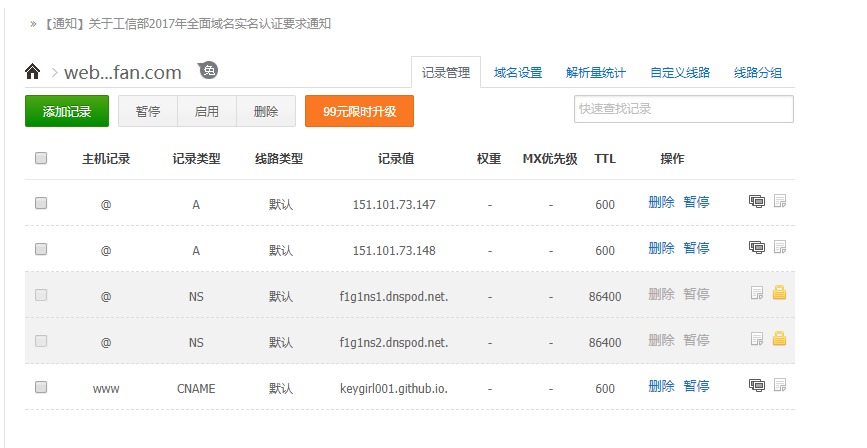 » 【通知】关于工信部2017年全面域名实名认证要求通知
web...fan.com 免 记录管理 域名设置 解析量统计 自定义线路 线路分组
添加记录 暂停 启用 删除 99元限时升级 快速查找记录
主机记录 记录类型 线路类型 记录值 权重 MX优先级 TTL 操作
@ A 默认 151.101.73.147 - - 600 删除 暂停
@ A 默认 151.101.73.148 - - 600 删除 暂停
@ NS 默认 f1g1ns1.dnspod.net. - - 86400 删除 暂停
@ NS 默认 f1g1ns2.dnspod.net. - - 86400 删除 暂停
www CNAME 默认 keygirl001.github.io. - - 600 删除 暂停